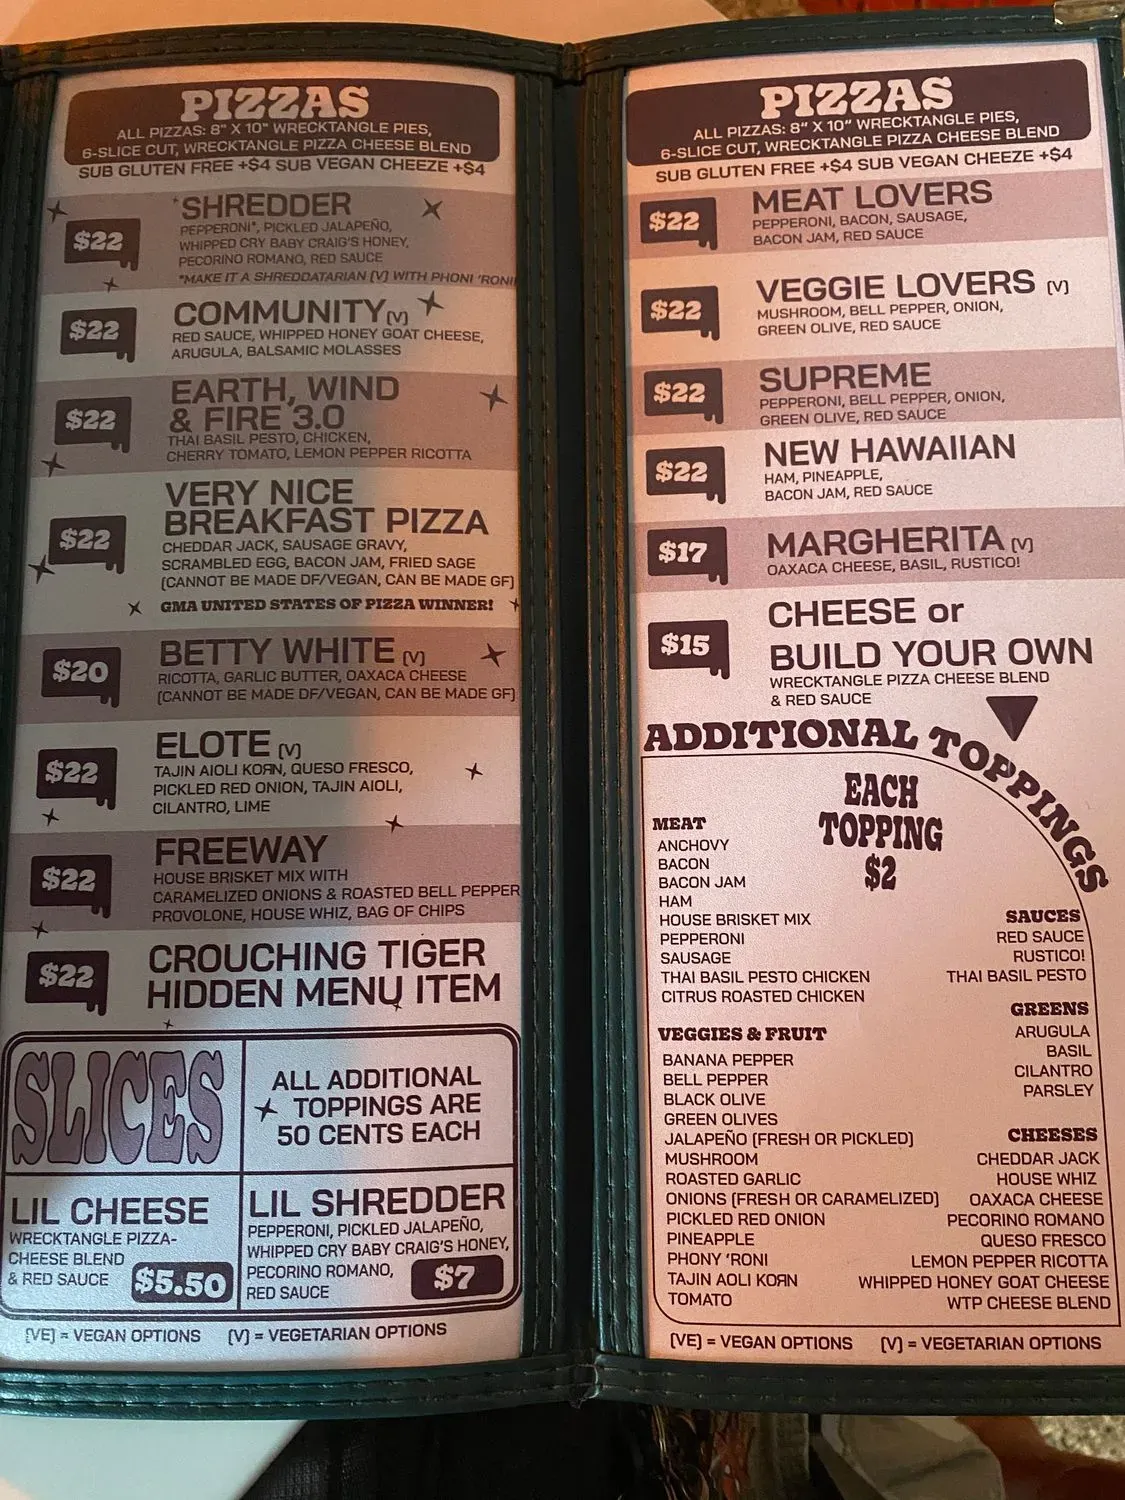 PIZZAS
ALL PIZZAS: 8" X 10" WRECKTANGLE PIES,
6-SLICE CUT, WRECKTANGLE PIZZA CHEESE BLEND
SUB GLUTEN FREE +$4 SUB VEGAN CHEEZE +$4
*SHREDDER
$22
PEPPERONI*, PICKLED JALAPEÑO,
WHIPPED CRY BABY CRAIG'S HONEY,
PECORINO ROMANO, RED SAUCE
*MAKE IT A SHREDDATARIAN (V) WITH PHONI 'RONI!
COMMUNITY (V)
$22
RED SAUCE, WHIPPED HONEY GOAT CHEESE,
ARUGULA, BALSAMIC MOLASSES
EARTH, WIND
& FIRE 3.0
$22
THAI BASIL PESTO, CHICKEN,
CHERRY TOMATO, LEMON PEPPER RICOTTA
VERY NICE
BREAKFAST PIZZA
$22
CHEDDAR JACK, SAUSAGE GRAVY,
SCRAMBLED EGG, BACON JAM, FRIED SAGE
(CANNOT BE MADE DF/VEGAN, CAN BE MADE GF)
GMA UNITED STATES OF PIZZA WINNER!
BETTY WHITE (V)
$20
RICOTTA, GARLIC BUTTER, OAXACA CHEESE
(CANNOT BE MADE DF/VEGAN, CAN BE MADE GF)
ELOTE (V)
$22
TAJIN AIOLI KOЯN, QUESO FRESCO,
PICKLED RED ONION, TAJIN AIOLI,
CILANTRO, LIME
FREEWAY
$22
HOUSE BRISKET MIX WITH
CARAMELIZED ONIONS & ROASTED BELL PEPPER
PROVOLONE, HOUSE WHIZ, BAG OF CHIPS
$22
CROUCHING TIGER
HIDDEN MENU ITEM
SLICES
ALL ADDITIONAL
TOPPINGS ARE
50 CENTS EACH
LIL CHEESE
WRECKTANGLE PIZZA-
CHEESE BLEND
& RED SAUCE
$5.50
LIL SHREDDER
PEPPERONI, PICKLED JALAPEÑO,
WHIPPED CRY BABY CRAIG'S HONEY,
PECORINO ROMANO,
RED SAUCE
$7
(VE) = VEGAN OPTIONS (V) = VEGETARIAN OPTIONS
PIZZAS
ALL PIZZAS: 8" X 10" WRECKTANGLE PIES,
6-SLICE CUT, WRECKTANGLE PIZZA CHEESE BLEND
SUB GLUTEN FREE +$4 SUB VEGAN CHEEZE +$4
MEAT LOVERS
$22
PEPPERONI, BACON, SAUSAGE,
BACON JAM, RED SAUCE
VEGGIE LOVERS (V)
$22
MUSHROOM, BELL PEPPER, ONION,
GREEN OLIVE, RED SAUCE
SUPREME
$22
PEPPERONI, BELL PEPPER, ONION,
GREEN OLIVE, RED SAUCE
NEW HAWAIIAN
$22
HAM, PINEAPPLE,
BACON JAM, RED SAUCE
MARGHERITA (V)
$17
OAXACA CHEESE, BASIL, RUSTICO!
CHEESE or
BUILD YOUR OWN
$15
WRECKTANGLE PIZZA CHEESE BLEND
& RED SAUCE
ADDITIONAL TOPPINGS
EACH
TOPPING
$2
MEAT
ANCHOVY
BACON
BACON JAM
HAM
HOUSE BRISKET MIX
PEPPERONI
SAUSAGE
THAI BASIL PESTO CHICKEN
CITRUS ROASTED CHICKEN
VEGGIES & FRUIT
BANANA PEPPER
BELL PEPPER
BLACK OLIVE
GREEN OLIVES
JALAPEÑO (FRESH OR PICKLED)
MUSHROOM
ROASTED GARLIC
ONIONS (FRESH OR CARAMELIZED)
PICKLED RED ONION
PINEAPPLE
PHONY 'RONI
TAJIN AOLI KOЯN
TOMATO
SAUCES
RED SAUCE
RUSTICO!
THAI BASIL PESTO
GREENS
ARUGULA
BASIL
CILANTRO
PARSLEY
CHEESES
CHEDDAR JACK
HOUSE WHIZ
OAXACA CHEESE
PECORINO ROMANO
QUESO FRESCO
LEMON PEPPER RICOTTA
WHIPPED HONEY GOAT CHEESE
WTP CHEESE BLEND
(VE) = VEGAN OPTIONS (V) = VEGETARIAN OPTIONS